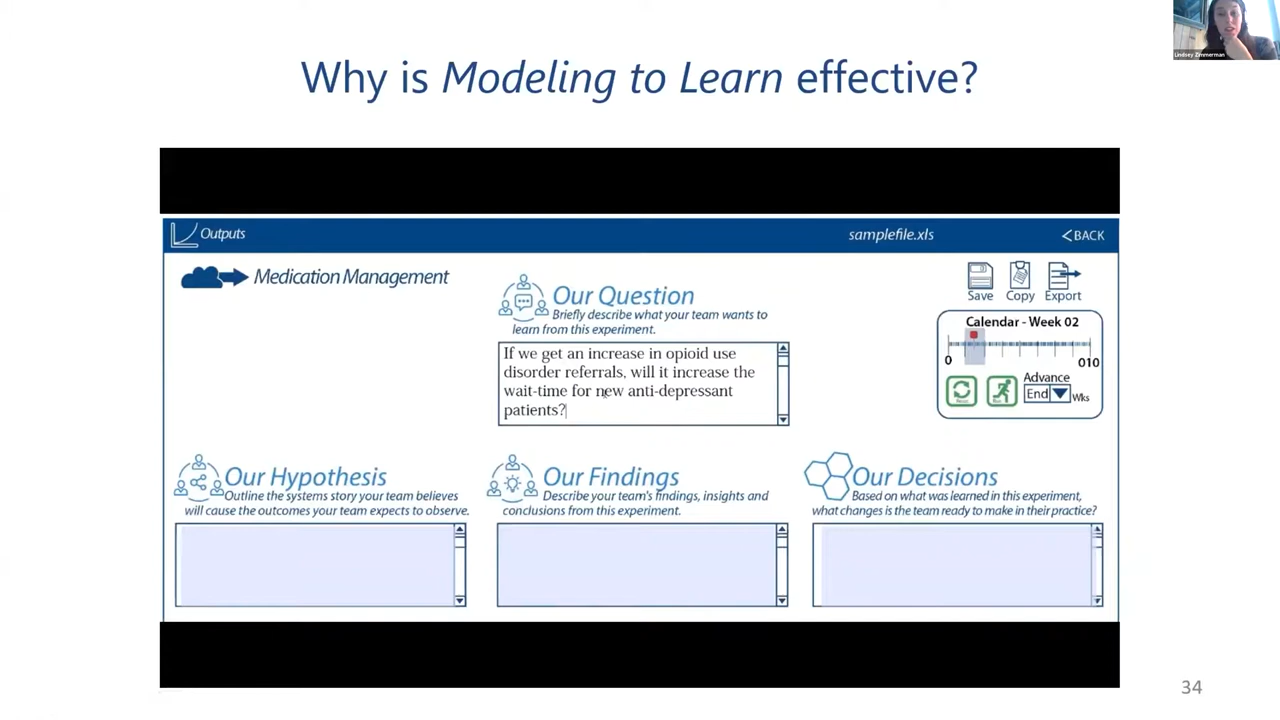 Lindsey Zimmerman
Why is Modeling to Learn effective?
Outputs
samplefile.xls
<BACK
Medication Management
Our Question
Briefly describe what your team wants to
learn from this experiment.
If we get an increase in opioid use
disorder referrals, will it increase the
wait-time for new anti-depressant
patients?
Save
Copy
Export
Calendar - Week 02
0
010
Advance
End
Wks
Our Hypothesis
Outline the systems story your team believes
will cause the outcomes your team expects to observe.
Our Findings
Describe your team's findings, insights and
conclusions from this experiment.
Our Decisions
Based on what was learned in this experiment,
what changes is the team ready to make in their practice?
34